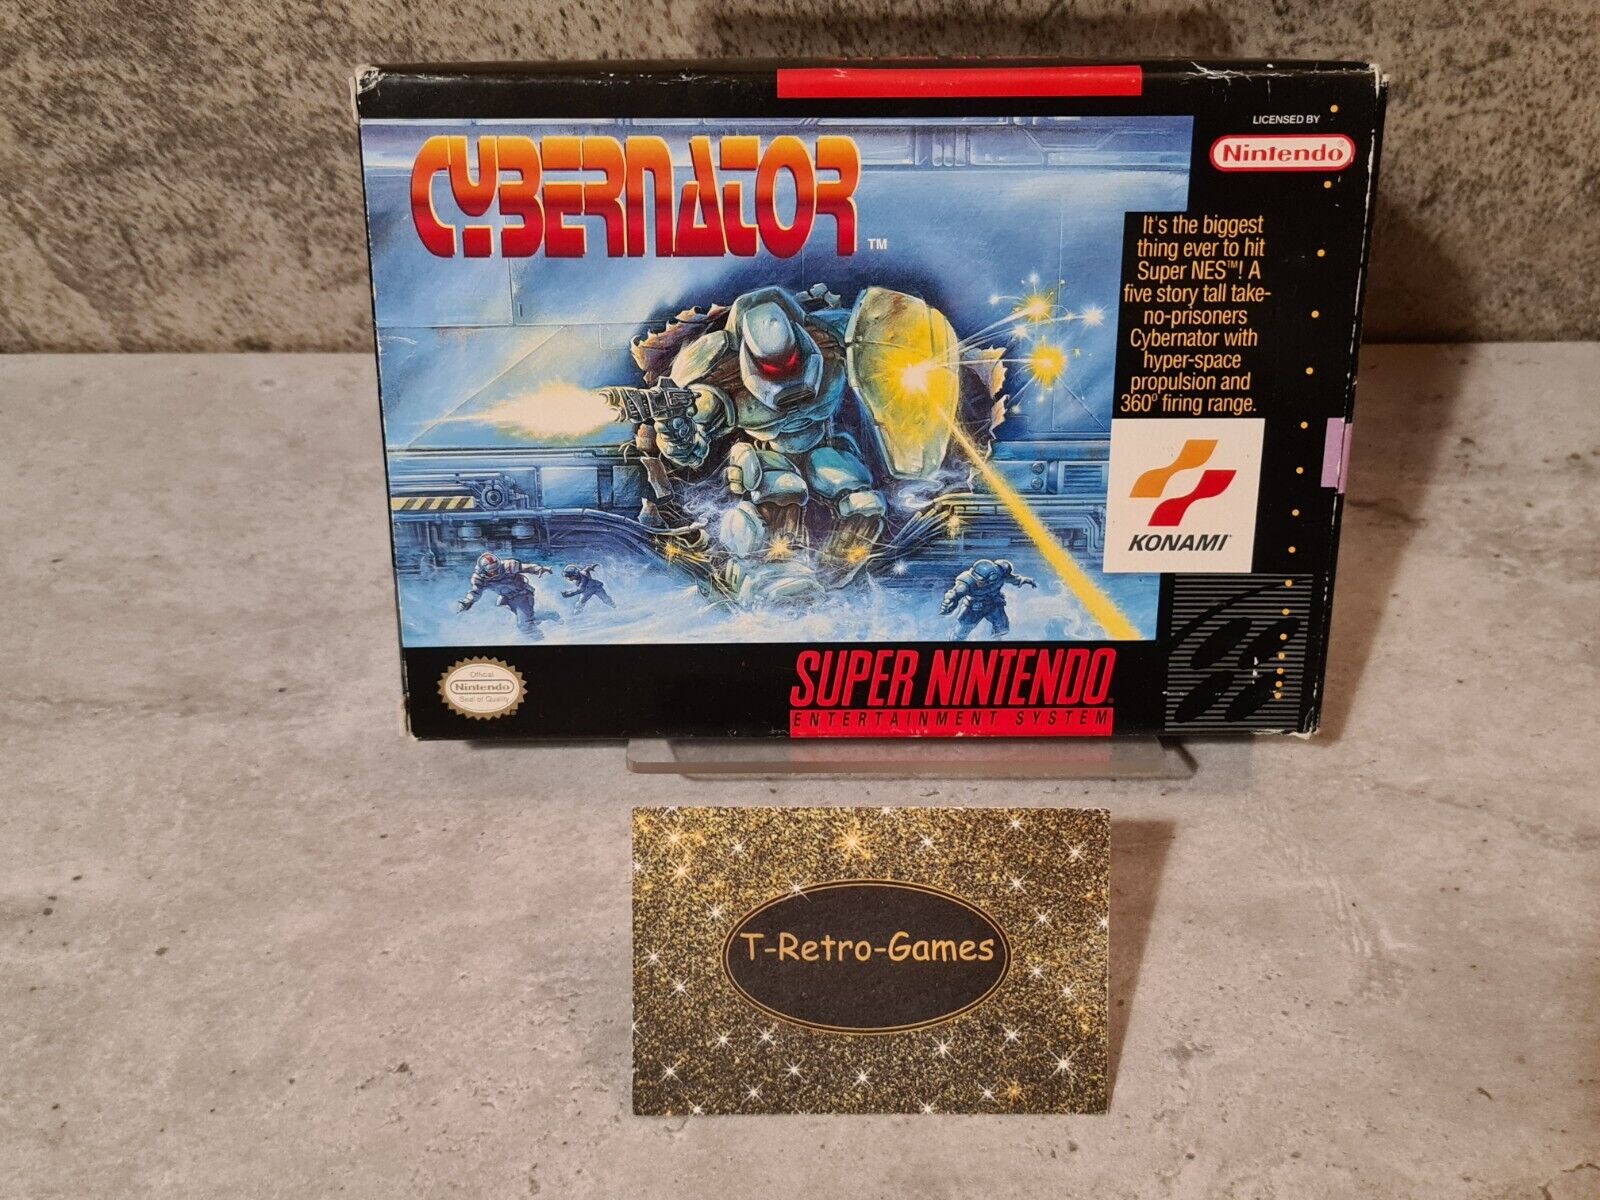 CYBERNATOR™
LICENSED BY
Nintendo®
It's the biggest
thing ever to hit
Super NES™! A
five story tall take-
no-prisoners
Cybernator with
hyper-space
propulsion and
360° firing range.
KONAMI®
Official
Nintendo
Seal of Quality
SUPER NINTENDO®
ENTERTAINMENT SYSTEM
T-Retro-Games